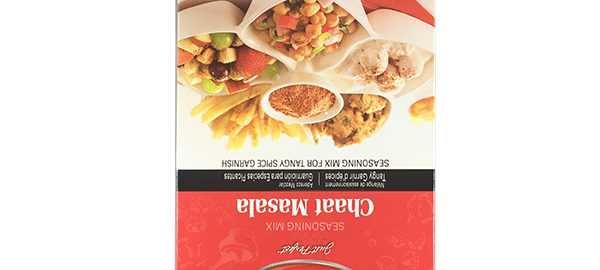 Just Perfect
SEASONING MIX
Chaat Masala
Mélange de assaisonnement
Tangy Garnir d'épices
Aderezo Mezclar
Guarnición para Especias Picantes
SEASONING MIX FOR TANGY SPICE GARNISH